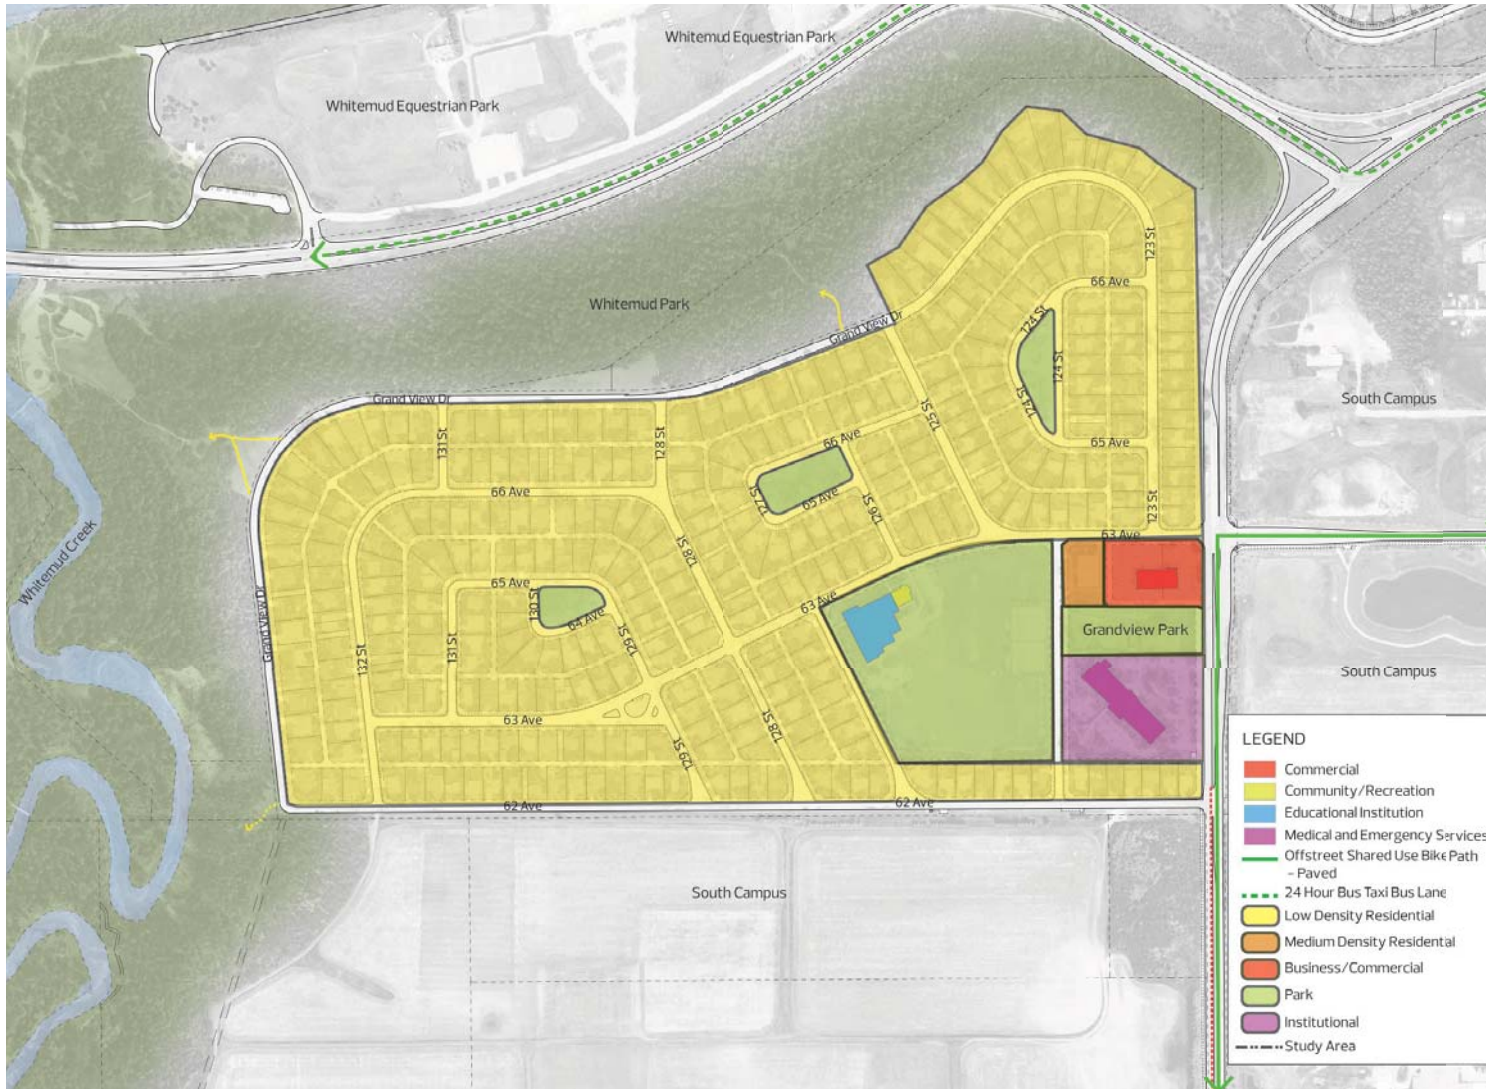 Whitemud Equestrian Park
Whitemud Equestrian Park
Whitemud Park
Grand View Dr
Grand View Dr
Grand View Dr
Whitemud Creek
123 St
66 Ave
124 St
124 St
124 St
65 Ave
123 St
63 Ave
125 St
66 Ave
127 St
65 Ave
126 St
131 St
128 St
66 Ave
128 St
65 Ave
130 St
64 Ave
129 St
131 St
132 St
63 Ave
63 Ave
129 St
128 St
62 Ave
62 Ave
South Campus
South Campus
South Campus
Grandview Park
LEGEND
Commercial
Community/Recreation
Educational Institution
Medical and Emergency Services
Offstreet Shared Use Bike Path
- Paved
24 Hour Bus Taxi Bus Lane
Low Density Residential
Medium Density Residental
Business/Commercial
Park
Institutional
Study Area